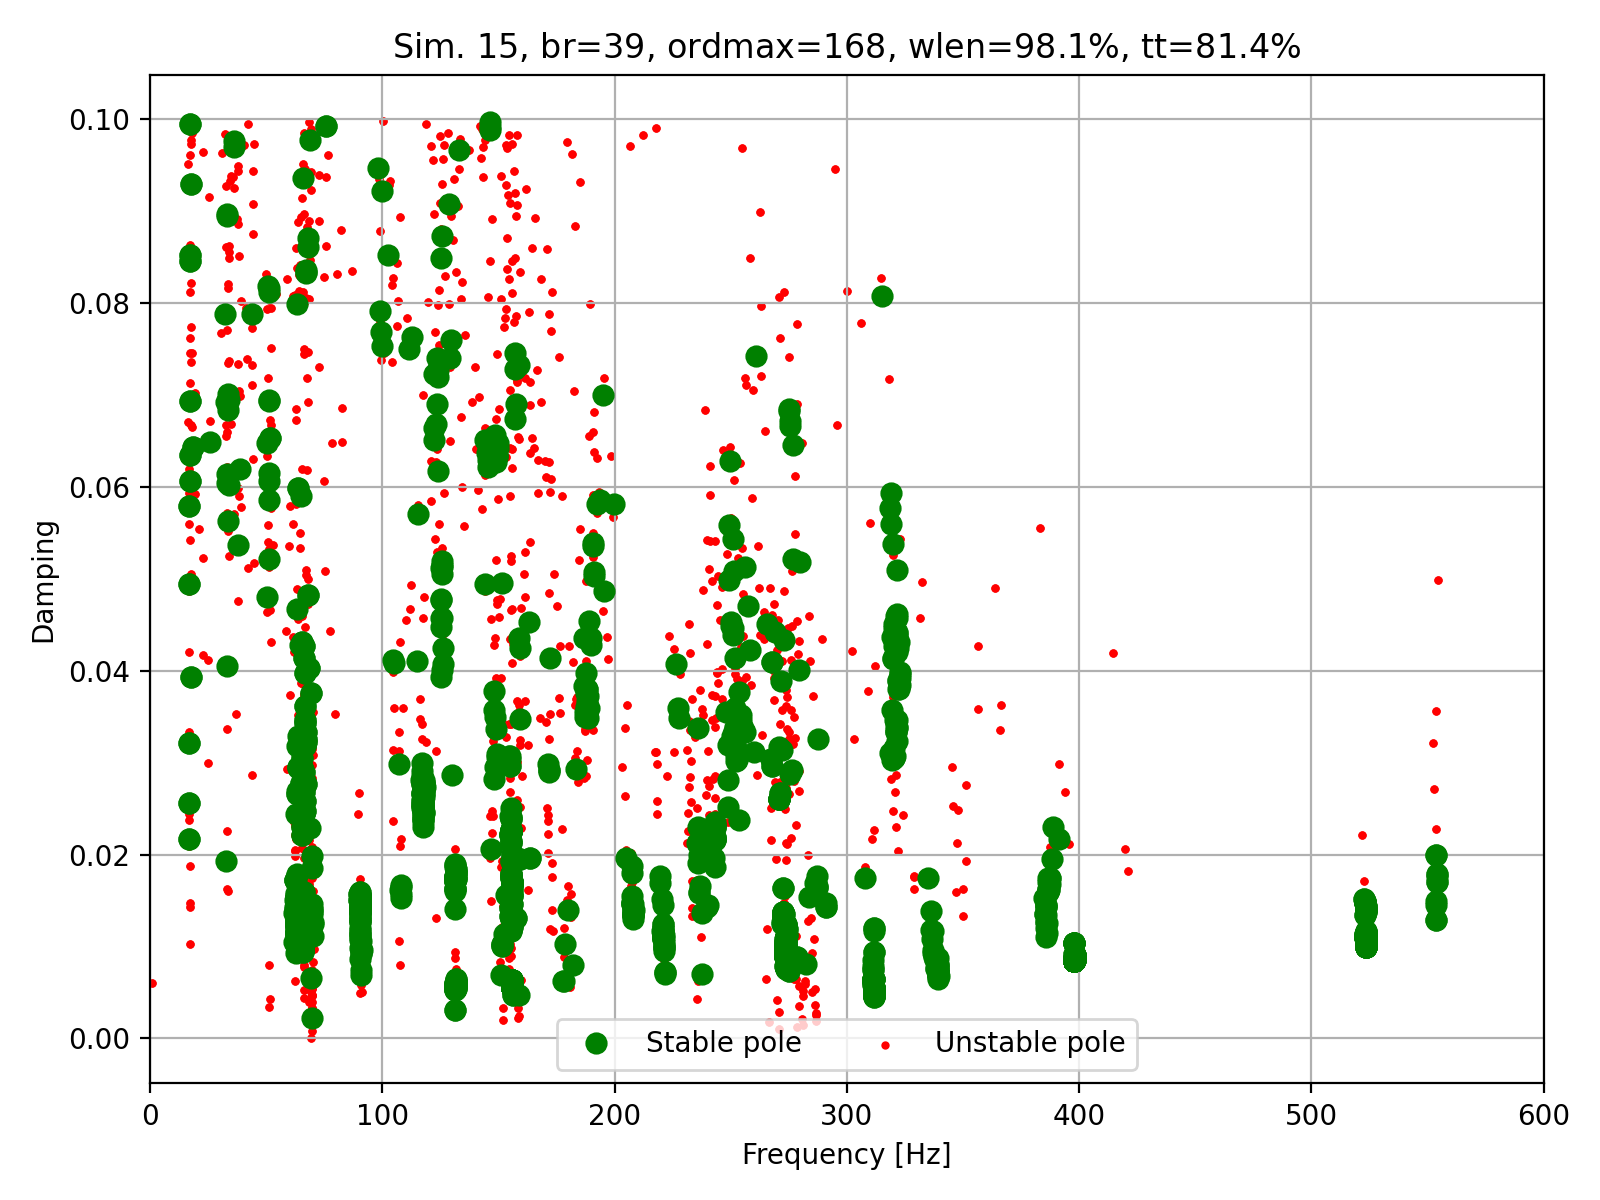 Sim. 15, br=39, ordmax=168, wlen=98.1%, tt=81.4%
0.10
0.08
0.06
0.04
0.02
0.00
Damping
Stable pole
Unstable pole
0
100
200
300
400
500
600
Frequency [Hz]